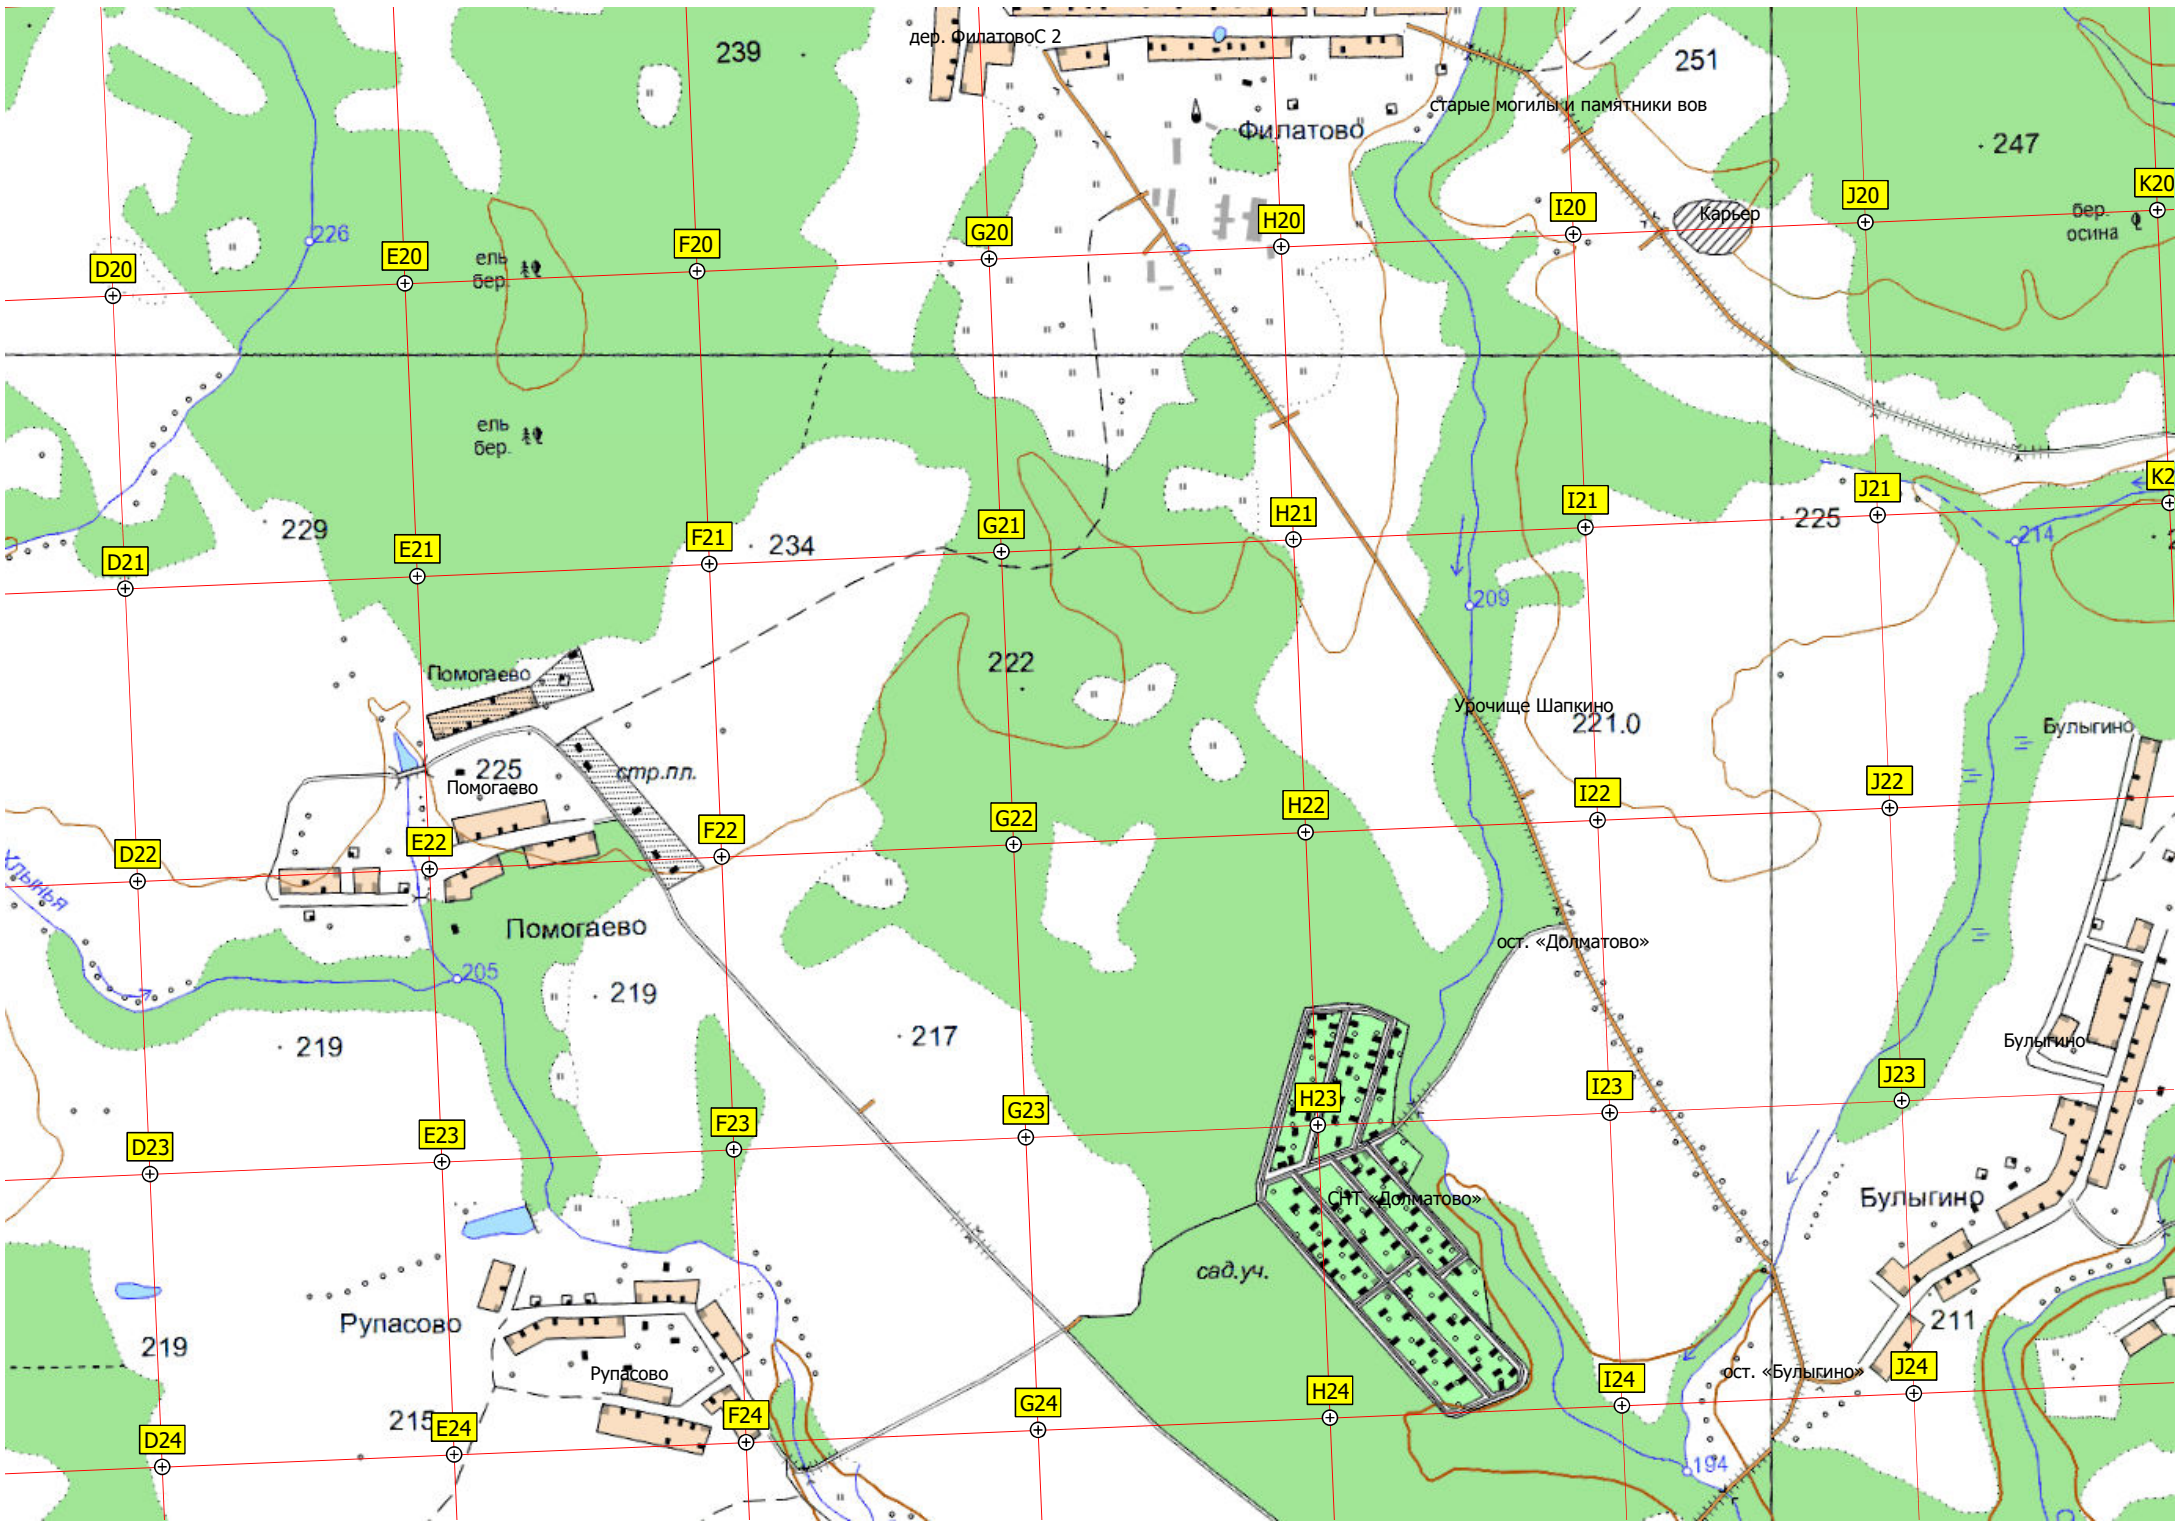 дер. ФилатовоС 2
239
251
старые могилы и памятники вов
Филатово
247
K20
J20
I20
Карьер
бер.
осина
H20
G20
F20
E20
D20
226
ель
бер.
ель
бер.
K2
J21
I21
H21
G21
F21
E21
D21
229
234
225
214
209
222
Помогаево
Урочище Шапкино
221.0
Булыгино
225
стр.пл.
Помогаево
J22
I22
H22
G22
F22
E22
D22
Хлынья
Помогаево
ост. «Долматово»
205
219
219
217
Булыгино
J23
I23
H23
G23
F23
E23
D23
СНТ «Долматово»
Булыгино
сад.уч.
Рупасово
219
211
Рупасово
ост. «Булыгино»
J24
I24
H24
G24
F24
215
E24
D24
194